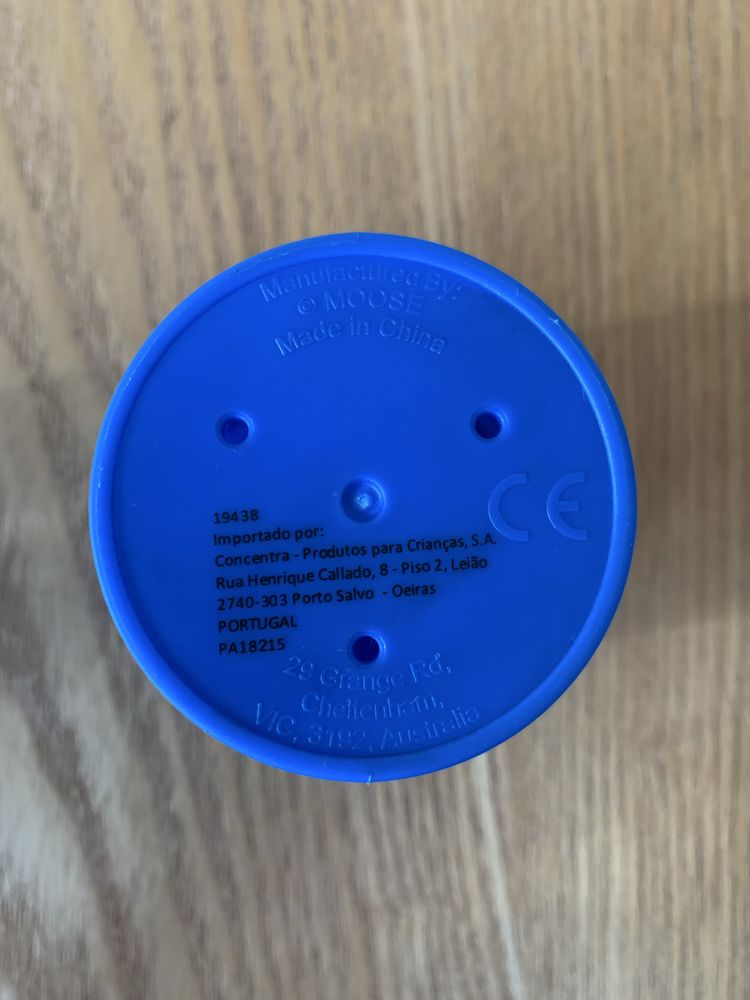 Manufactured By:
© MOOSE
Made in China
CE
19438
Importado por:
Concentra - Produtos para Crianças, S.A.
Rua Henrique Callado, 8 - Piso 2, Leião
2740-303 Porto Salvo - Oeiras
PORTUGAL
PA18215
29 Grange Rd,
Cheltenham,
VIC, 3192, Australia